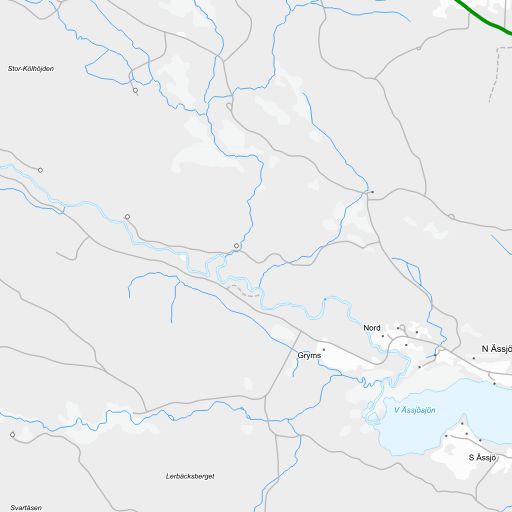 Stor-Kölhöjden
Nord
N Åssjö
Gryms
V Åssjösjön
S Åssjö
Lerbäcksberget
Svartåsen